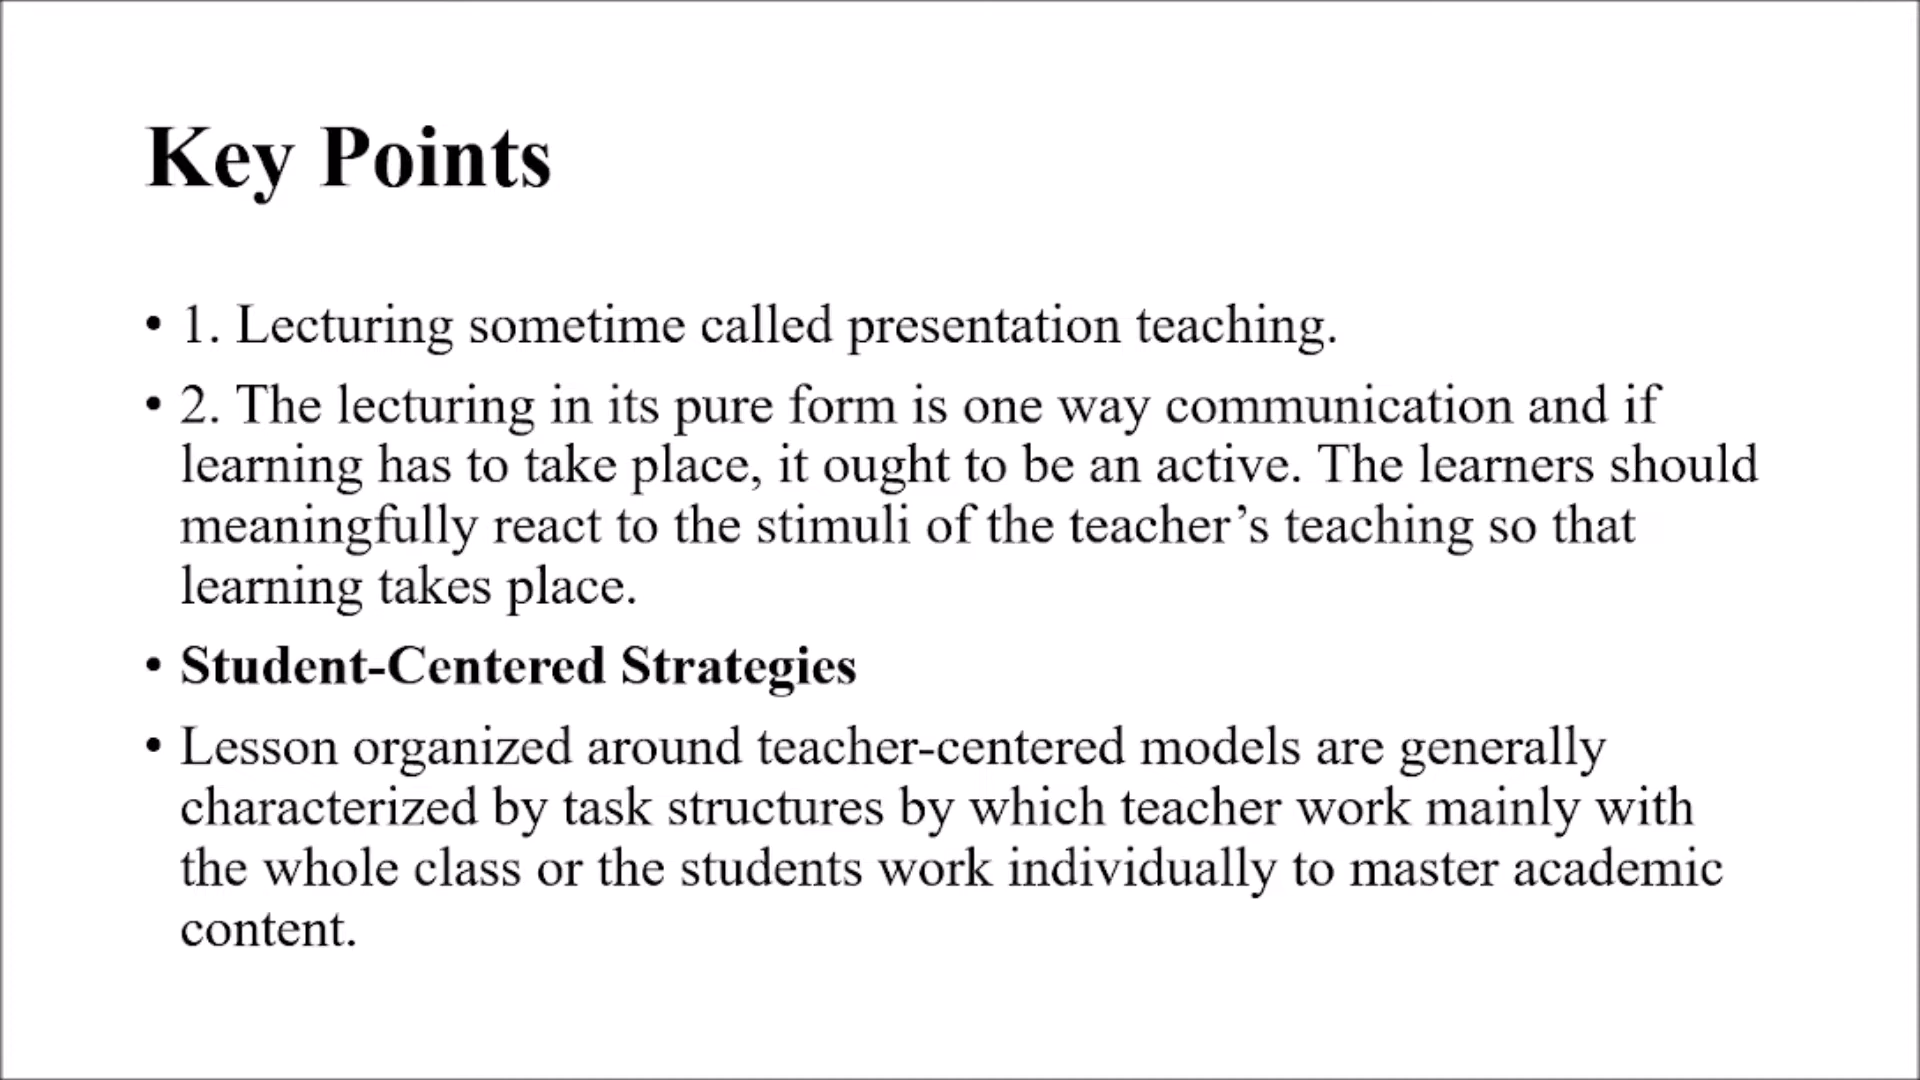 Key Points
• 1. Lecturing sometime called presentation teaching.
• 2. The lecturing in its pure form is one way communication and if
learning has to take place, it ought to be an active. The learners should
meaningfully react to the stimuli of the teacher’s teaching so that
learning takes place.
• Student-Centered Strategies
• Lesson organized around teacher-centered models are generally
characterized by task structures by which teacher work mainly with
the whole class or the students work individually to master academic
content.